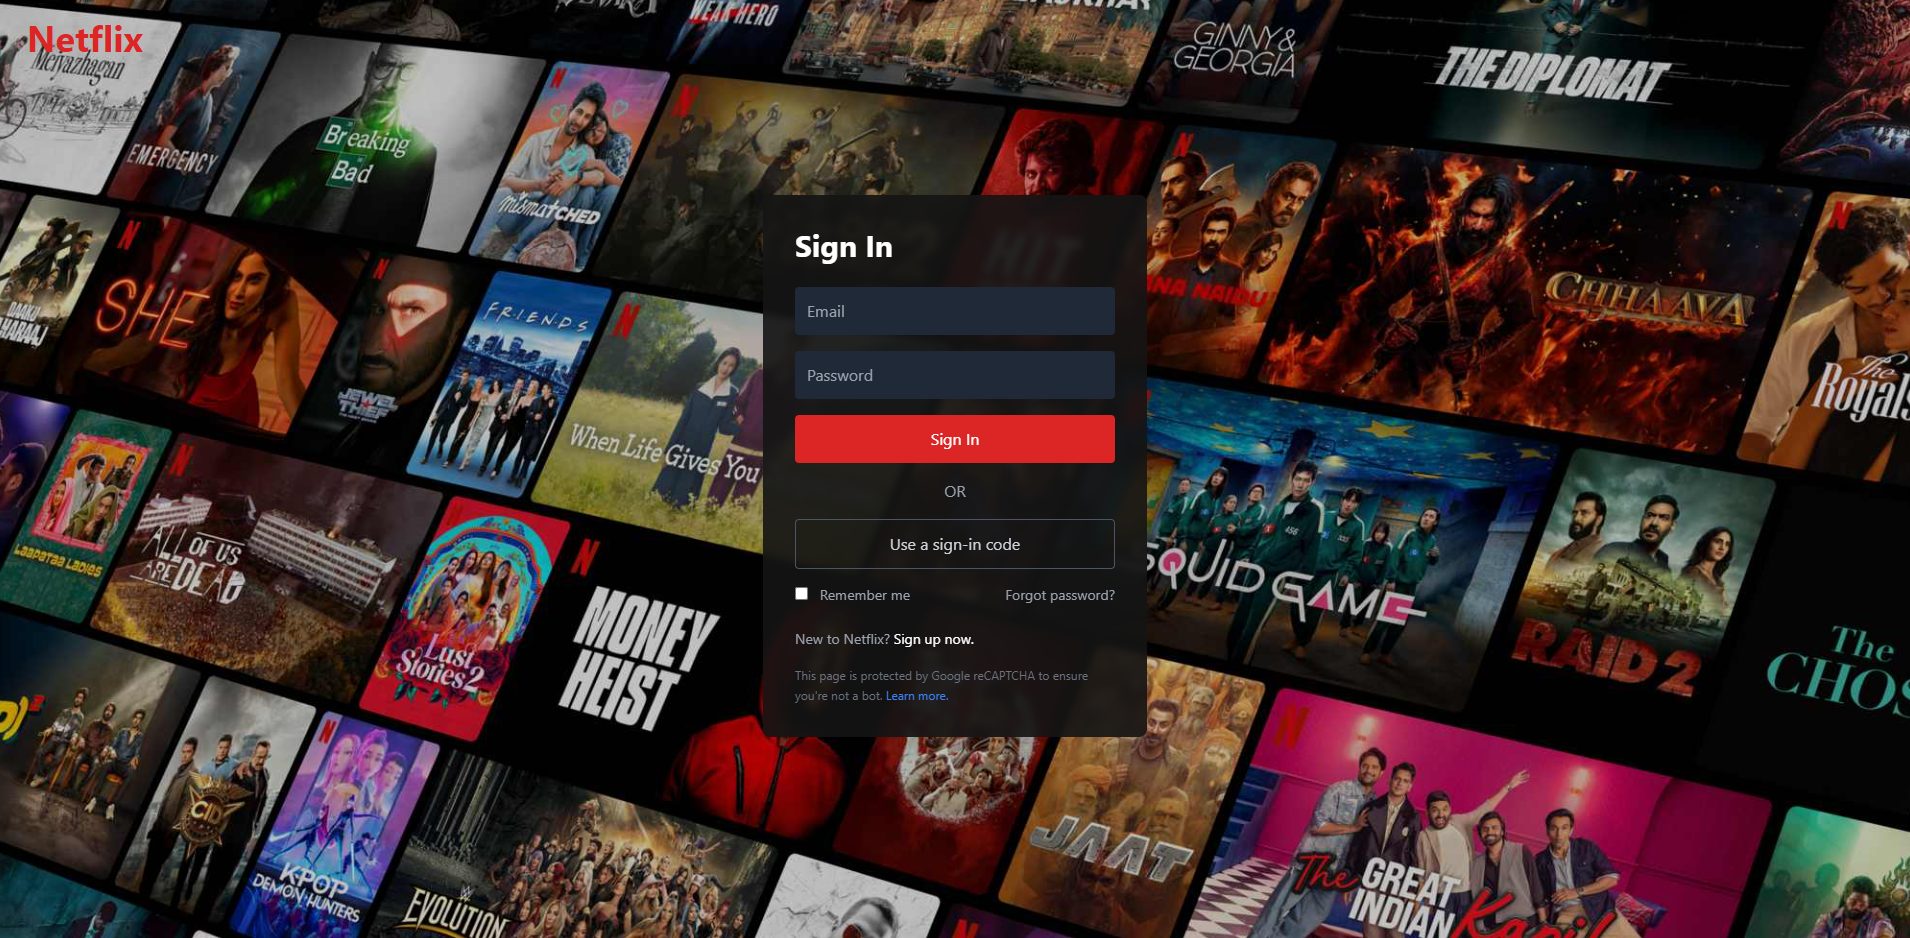 Netflix
Meiyazhagan
EMERGENCY
Breaking
Bad
Mismatched
WEAK HERO
GINNY &
GEORGIA
THE DIPLOMAT
SHE
JEWEL
THIEF
FRIENDS
When Life Gives You
CHHAAVA
The
Royals
Sign In
Email
Password
Sign In
OR
Use a sign-in code
Remember me
Forgot password?
New to Netflix? Sign up now.
This page is protected by Google reCAPTCHA to ensure
you're not a bot. Learn more.
Laapataa Ladies
ALL OF US
ARE DEAD
Lust
Stories 2
MONEY
HEIST
SQUID GAME
456
RAID 2
The
CID
KPOP
DEMON HUNTERS
EVOLUTION
JAAT
The GREAT
INDIAN
Kapil